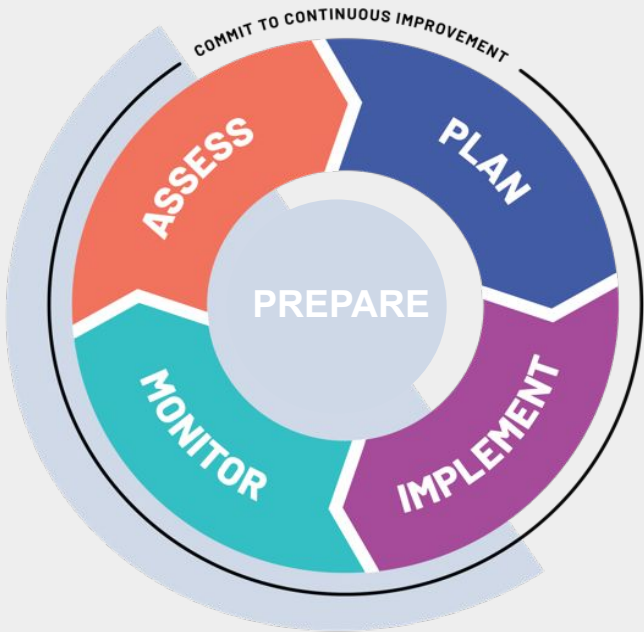 COMMIT TO CONTINUOUS IMPROVEMENT
ASSESS
PLAN
PREPARE
MONITOR
IMPLEMENT